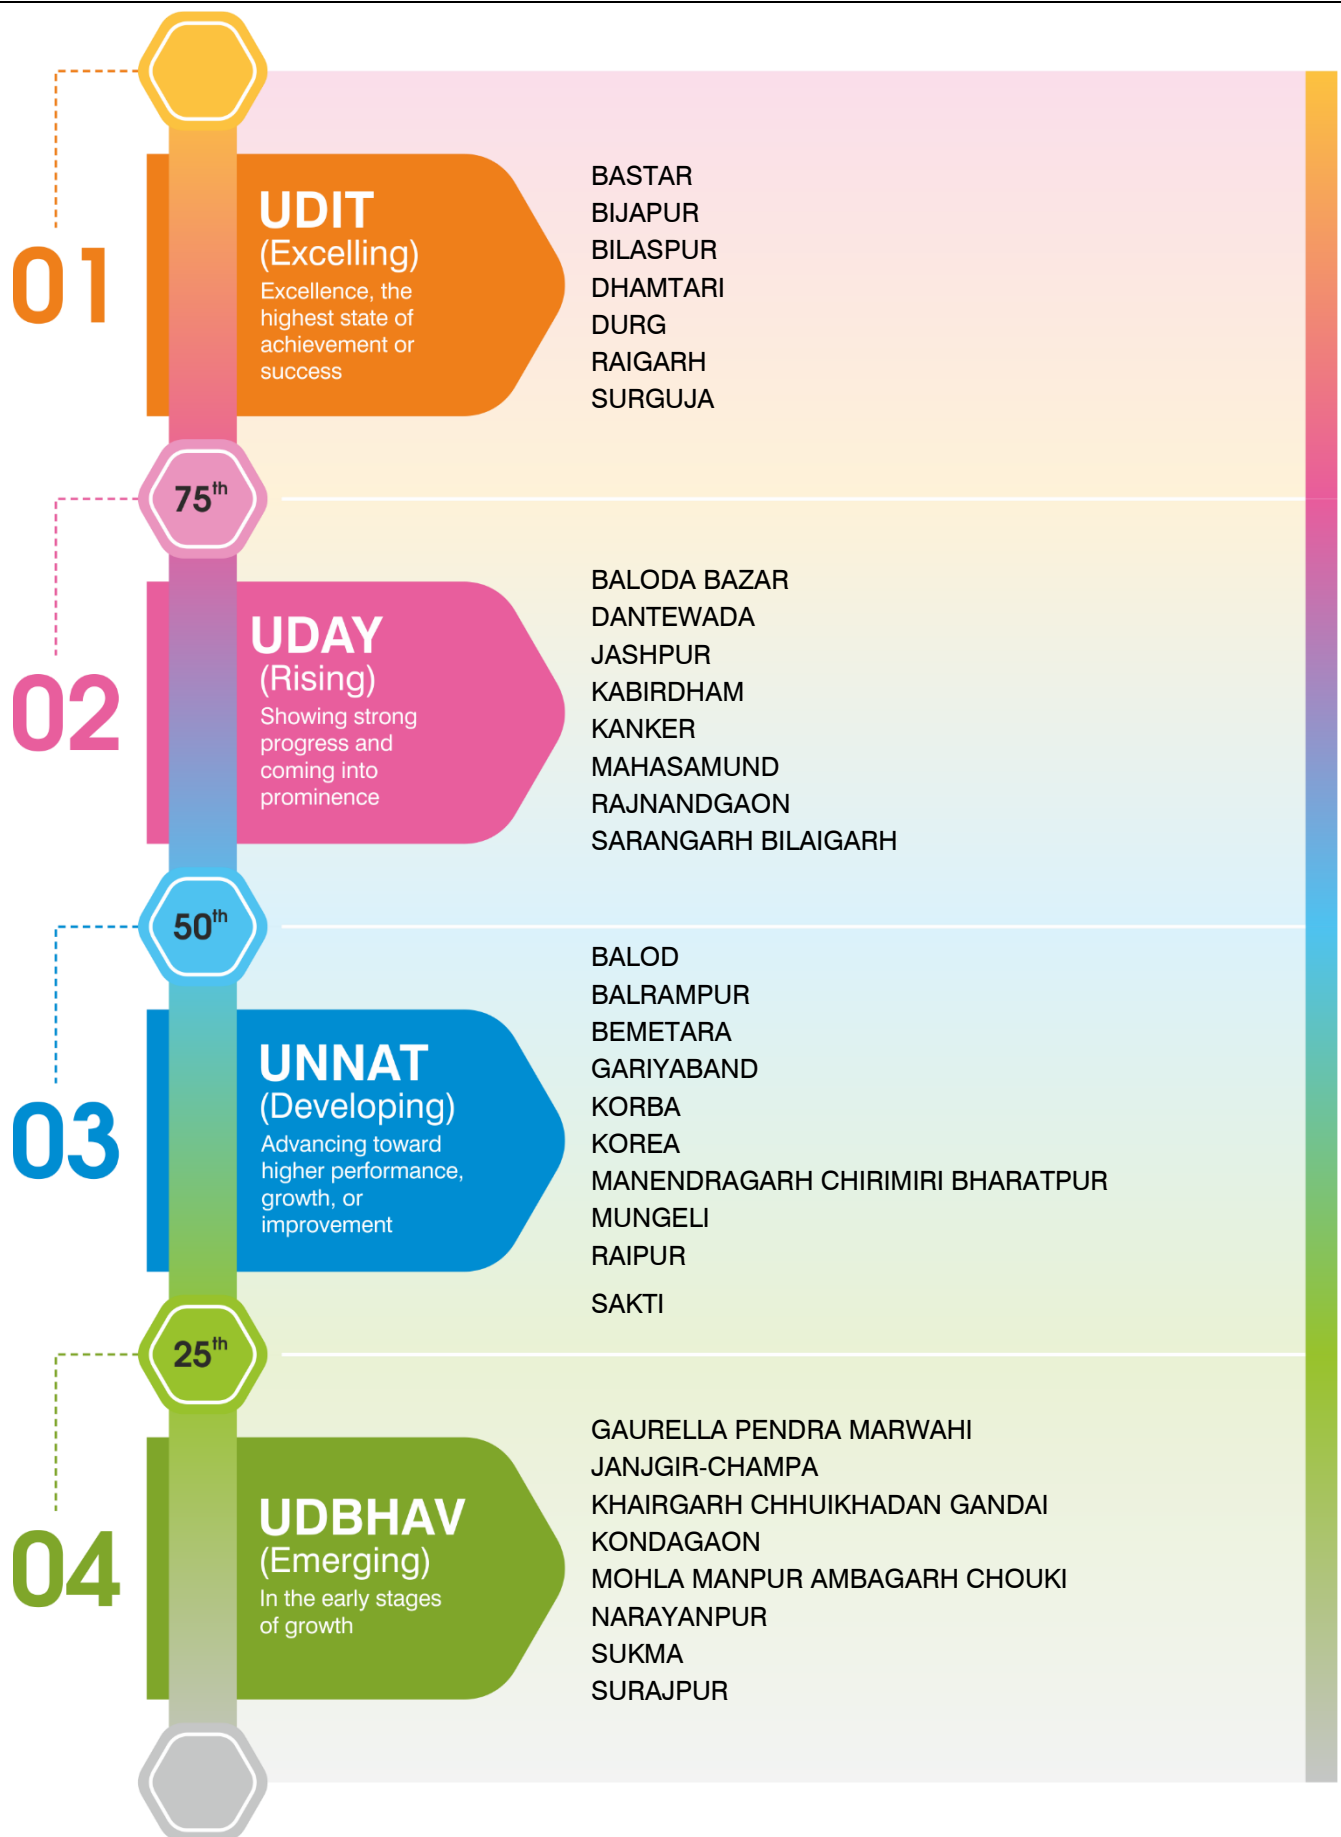 01
UDIT
(Excelling)
Excellence, the
highest state of
achievement or
success
BASTAR
BIJAPUR
BILASPUR
DHAMTARI
DURG
RAIGARH
SURGUJA
75th
02
UDAY
(Rising)
Showing strong
progress and
coming into
prominence
BALODA BAZAR
DANTEWADA
JASHPUR
KABIRDHAM
KANKER
MAHASAMUND
RAJNANDGAON
SARANGARH BILAIGARH
50th
03
UNNAT
(Developing)
Advancing toward
higher performance,
growth, or
improvement
BALOD
BALRAMPUR
BEMETARA
GARIYABAND
KORBA
KOREA
MANENDRAGARH CHIRIMIRI BHARATPUR
MUNGELI
RAIPUR
SAKTI
25th
04
UDBHAV
(Emerging)
In the early stages
of growth
GAURELLA PENDRA MARWAHI
JANJGIR-CHAMPA
KHAIRGARH CHHUIKHADAN GANDAI
KONDAGAON
MOHLA MANPUR AMBAGARH CHOUKI
NARAYANPUR
SUKMA
SURAJPUR